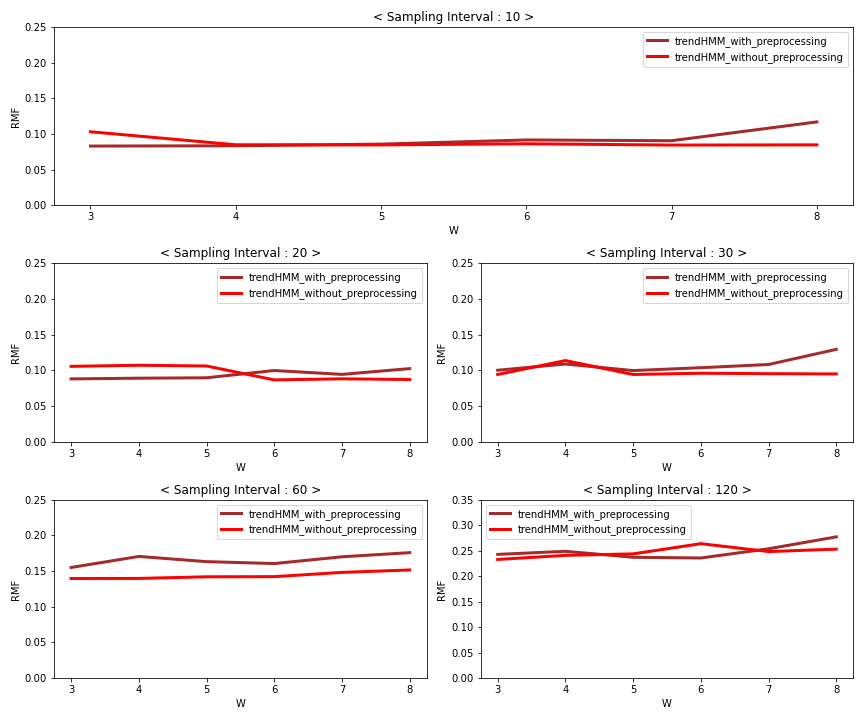 < Sampling Interval : 10 >
0.25
0.20
0.15
0.10
0.05
0.00
RMF
trendHMM_with_preprocessing
trendHMM_without_preprocessing
3 4 5 6 7 8
W
< Sampling Interval : 20 >
0.25
0.20
0.15
0.10
0.05
0.00
RMF
trendHMM_with_preprocessing
trendHMM_without_preprocessing
3 4 5 6 7 8
W
< Sampling Interval : 30 >
0.25
0.20
0.15
0.10
0.05
0.00
RMF
trendHMM_with_preprocessing
trendHMM_without_preprocessing
3 4 5 6 7 8
W
< Sampling Interval : 60 >
0.25
0.20
0.15
0.10
0.05
0.00
RMF
trendHMM_with_preprocessing
trendHMM_without_preprocessing
3 4 5 6 7 8
W
< Sampling Interval : 120 >
0.35
0.30
0.25
0.20
0.15
0.10
0.05
0.00
RMF
trendHMM_with_preprocessing
trendHMM_without_preprocessing
3 4 5 6 7 8
W